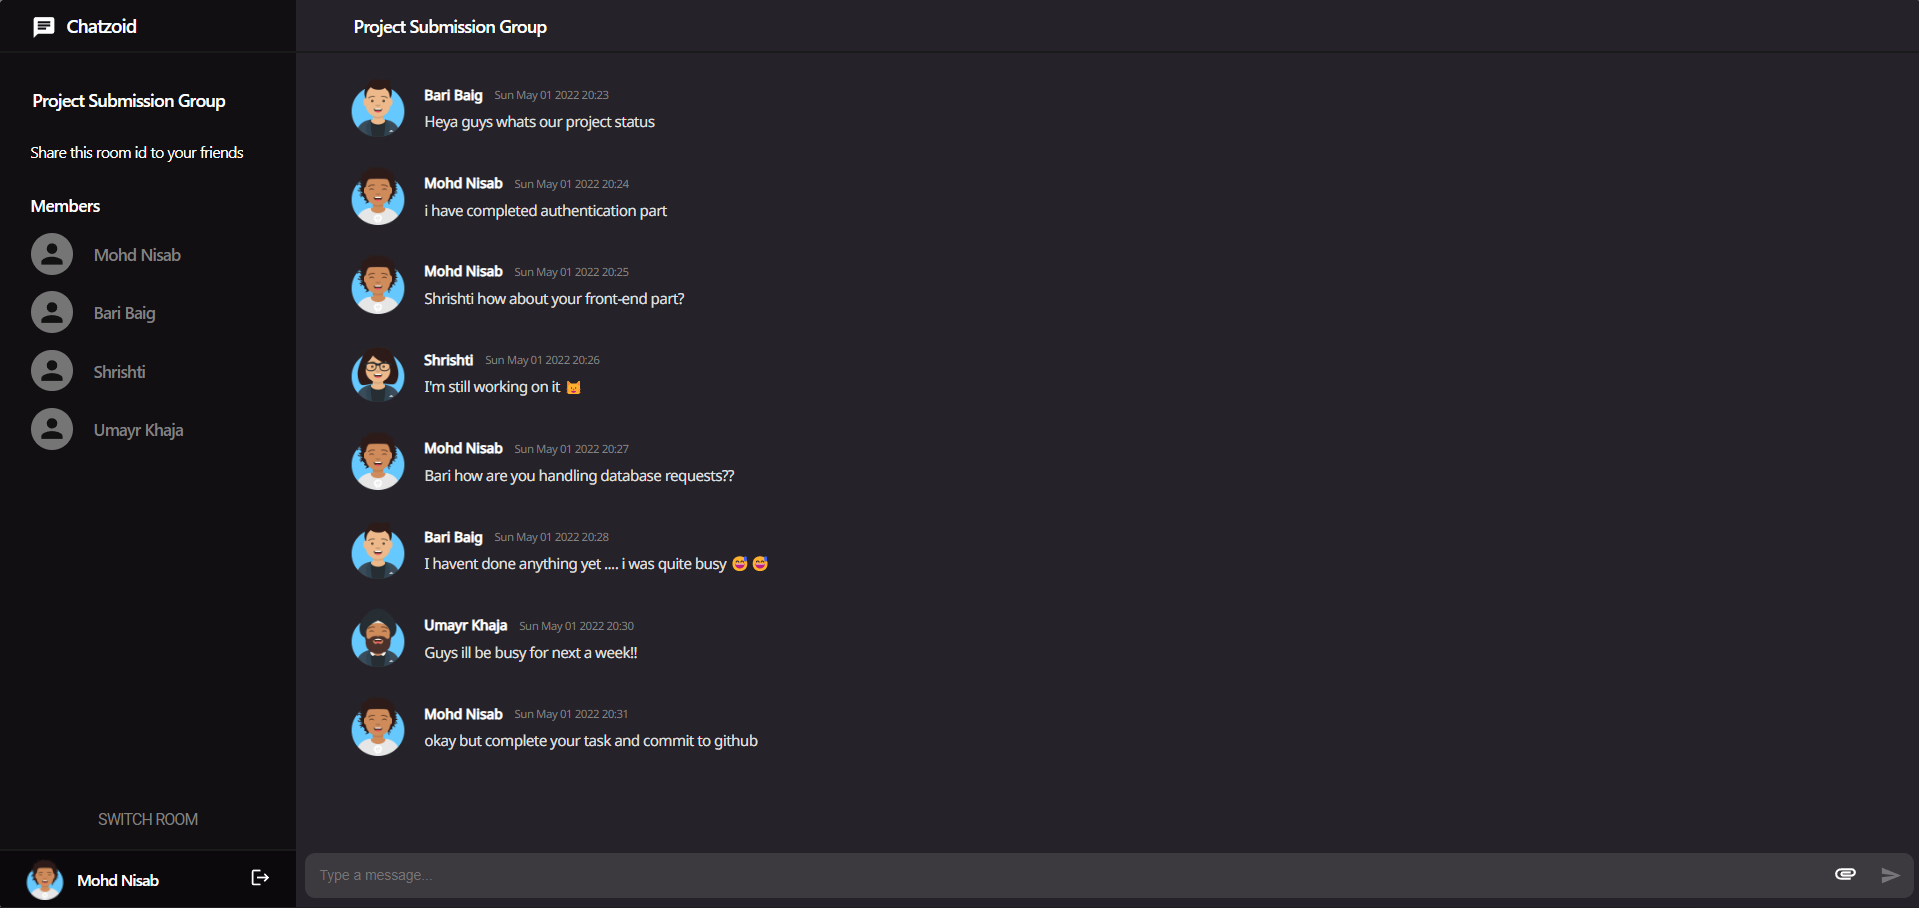 Chatzoid
Project Submission Group
Share this room id to your friends
Members
Mohd Nisab
Bari Baig
Shrishti
Umayr Khaja
SWITCH ROOM
Mohd Nisab
Project Submission Group
Bari Baig Sun May 01 2022 20:23
Heya guys whats our project status
Mohd Nisab Sun May 01 2022 20:24
i have completed authentication part
Mohd Nisab Sun May 01 2022 20:25
Shrishti how about your front-end part?
Shrishti Sun May 01 2022 20:26
I'm still working on it 😺
Mohd Nisab Sun May 01 2022 20:27
Bari how are you handling database requests??
Bari Baig Sun May 01 2022 20:28
I havent done anything yet .... i was quite busy 😅 😅
Umayr Khaja Sun May 01 2022 20:30
Guys ill be busy for next a week!!
Mohd Nisab Sun May 01 2022 20:31
okay but complete your task and commit to github
Type a message...